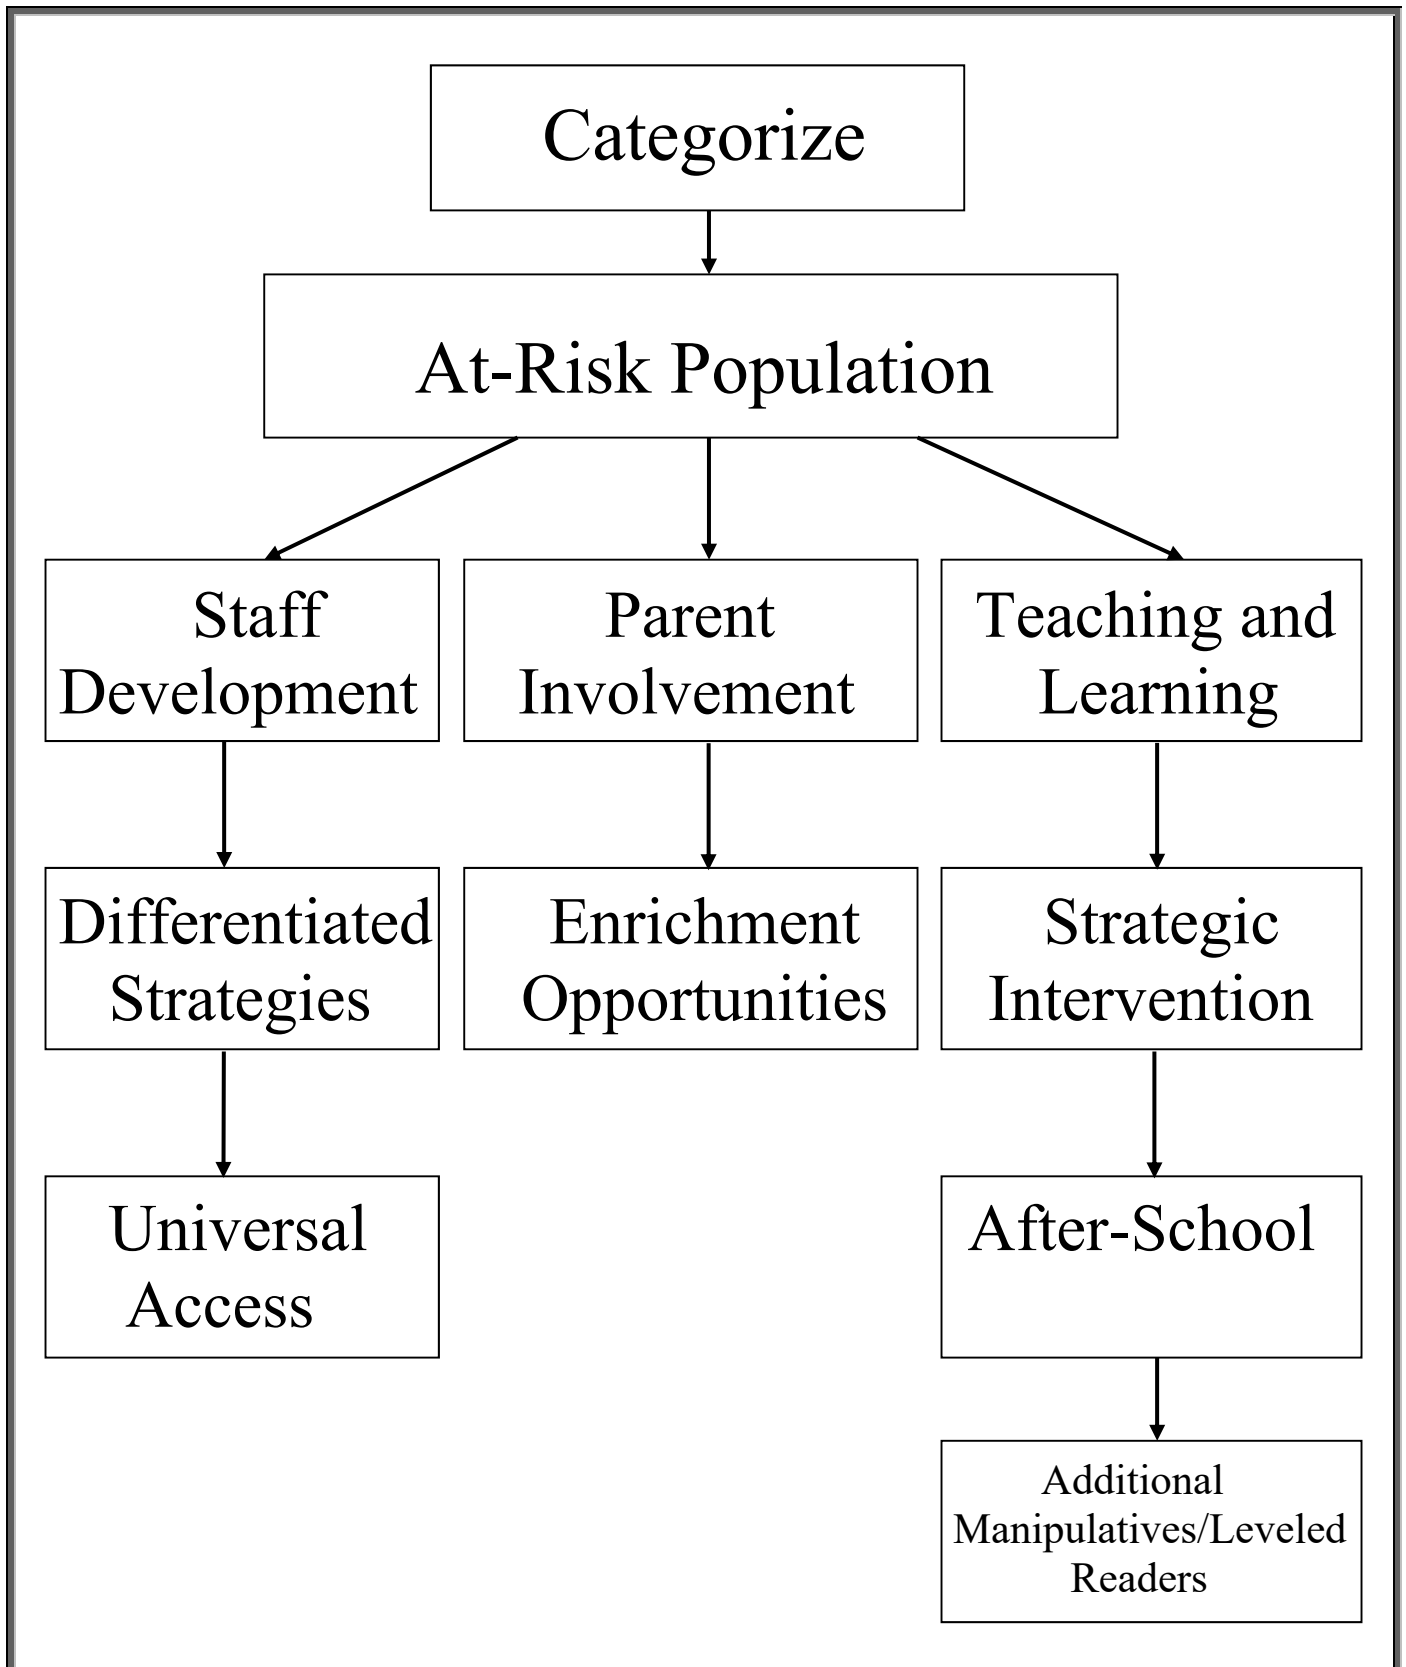 Categorize
At-Risk Population
Staff
Development
Parent
Involvement
Teaching and
Learning
Differentiated
Strategies
Enrichment
Opportunities
Strategic
Intervention
Universal
Access
After-School
Additional
Manipulatives/Leveled
Readers